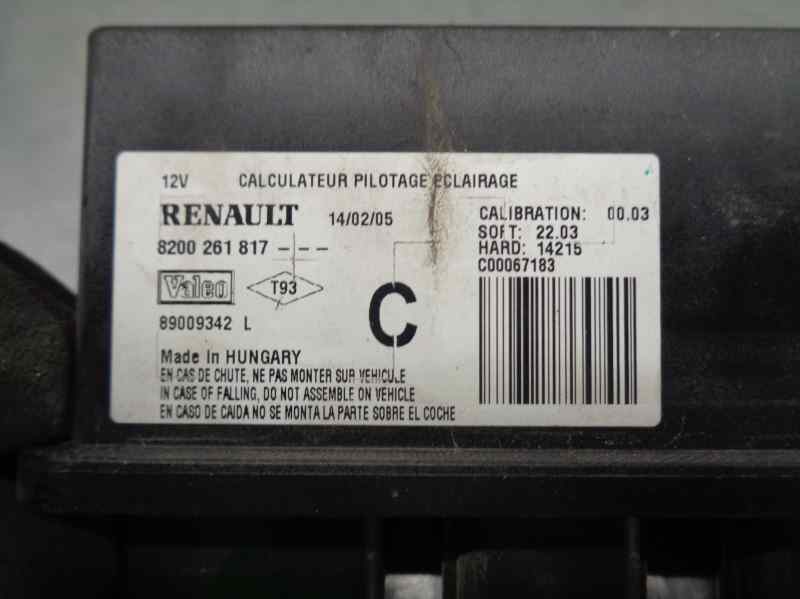 12V CALCULATEUR PILOTAGE ECLAIRAGE
RENAULT 14/02/05
8200 261 817 - - -
CALIBRATION: 00.03
SOFT: 22.03
HARD: 14215
C00067183
Valeo T93
89009342 L
C
Made In HUNGARY
EN CAS DE CHUTE, NE PAS MONTER SUR VEHICULE
IN CASE OF FALLING, DO NOT ASSEMBLE ON VEHICLE
EN CASO DE CAIDA NO SE MONTA LA PARTE SOBRE EL COCHE